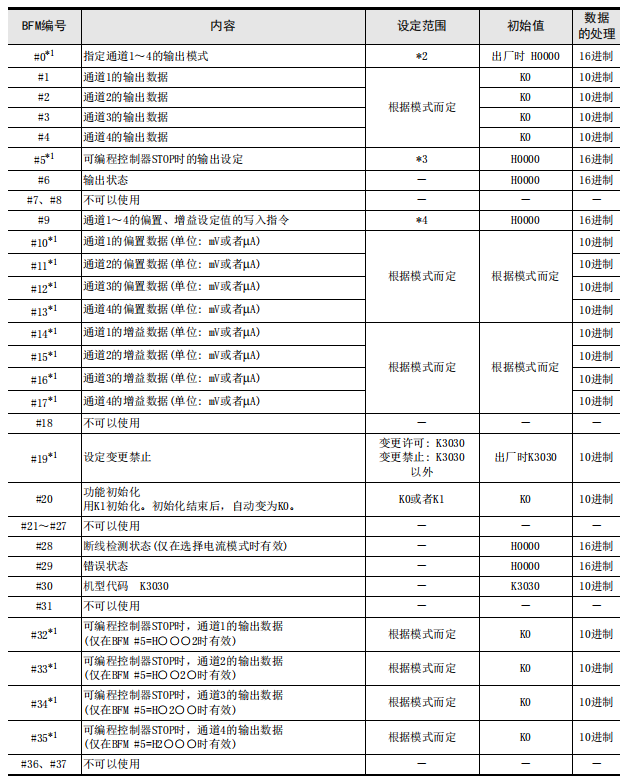 BFM编号 内容 设定范围 初始值 数据的处理
#0*1 指定通道1～4的输出模式 *2 出厂时 H0000 16进制
#1 通道1的输出数据 根据模式而定 K0 10进制
#2 通道2的输出数据 K0 10进制
#3 通道3的输出数据 K0 10进制
#4 通道4的输出数据 K0 10进制
#5*1 可编程控制器STOP时的输出设定 *3 H0000 16进制
#6 输出状态 － H0000 16进制
#7、#8 不可以使用 － － －
#9 通道1～4的偏置、增益设定值的写入指令 *4 H0000 16进制
#10*1 通道1的偏置数据(单位: mV或者μA) 根据模式而定 根据模式而定 10进制
#11*1 通道2的偏置数据(单位: mV或者μA) 10进制
#12*1 通道3的偏置数据(单位: mV或者μA) 10进制
#13*1 通道4的偏置数据(单位: mV或者μA) 10进制
#14*1 通道1的增益数据(单位: mV或者μA) 根据模式而定 根据模式而定 10进制
#15*1 通道2的增益数据(单位: mV或者μA) 10进制
#16*1 通道3的增益数据(单位: mV或者μA) 10进制
#17*1 通道4的增益数据(单位: mV或者μA) 10进制
#18 不可以使用 － － －
#19*1 设定变更禁止 变更许可: K3030 变更禁止: K3030以外 出厂时K3030 10进制
#20 功能初始化 用K1初始化。初始化结束后，自动变为K0。 K0或者K1 K0 10进制
#21～#27 不可以使用 － － －
#28 断线检测状态(仅在选择电流模式时有效) － H0000 16进制
#29 错误状态 － H0000 16进制
#30 机型代码 K3030 － K3030 10进制
#31 不可以使用 － － －
#32*1 可编程控制器STOP时，通道1的输出数据 (仅在BFM #5=H○○○2时有效) 根据模式而定 K0 10进制
#33*1 可编程控制器STOP时，通道2的输出数据 (仅在BFM #5=H○○2○时有效) 根据模式而定 K0 10进制
#34*1 可编程控制器STOP时，通道3的输出数据 (仅在BFM #5=H○2○○时有效) 根据模式而定 K0 10进制
#35*1 可编程控制器STOP时，通道4的输出数据 (仅在BFM #5=H2○○○时有效) 根据模式而定 K0 10进制
#36、#37 不可以使用 － － －